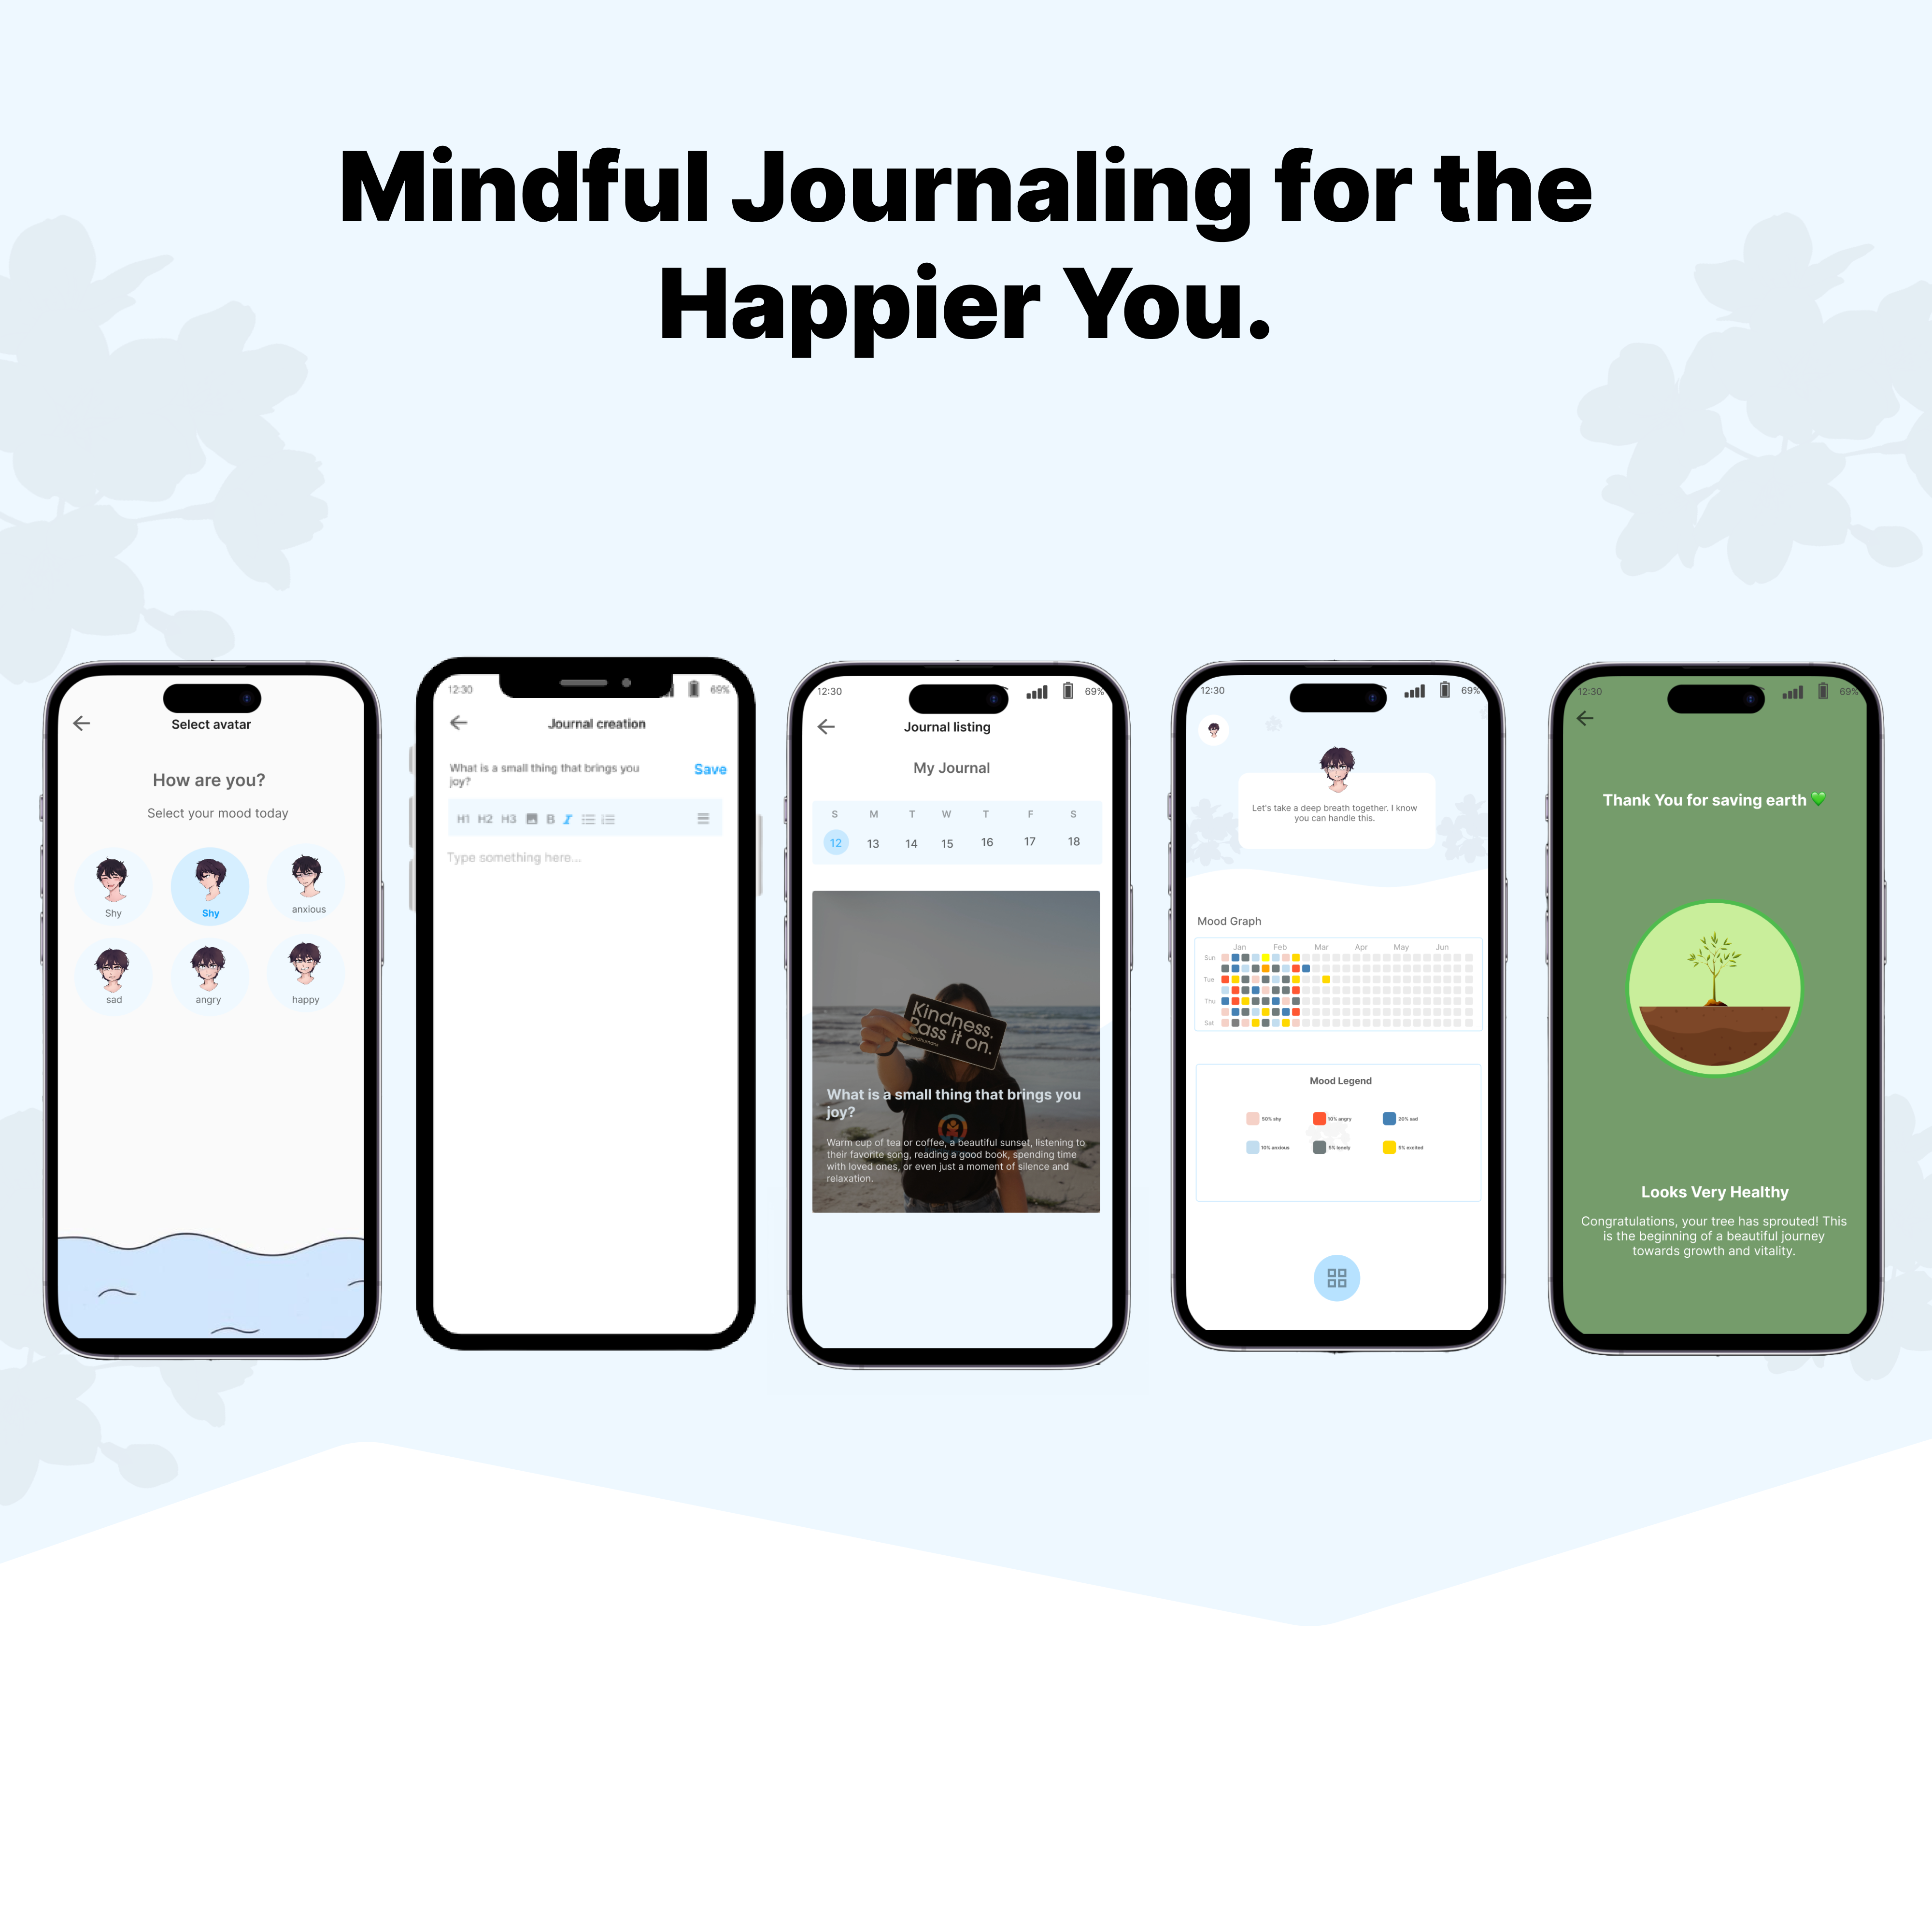 Mindful Journaling for the
Happier You.
Select avatar
How are you?
Select your mood today
Shy
Shy
anxious
sad
angry
happy
12:30
69%
Journal creation
What is a small thing that brings you
joy?
Save
H1 H2 H3 B I
Type something here...
12:30
69%
Journal listing
My Journal
S M T W T F S
12 13 14 15 16 17 18
Kindness.
Pass it on.
What is a small thing that brings you
joy?
Warm cup of tea or coffee, a beautiful sunset, listening to
their favorite song, reading a good book, spending time
with loved ones, or even just a moment of silence and
relaxation.
12:30
69%
Let's take a deep breath together. I know
you can handle this.
Mood Graph
Jan Feb Mar Apr May Jun
Sun
Tue
Thu
Sat
Mood Legend
50% shy
10% angry
20% sad
10% anxious
5% lonely
5% excited
12:30
69%
Thank You for saving earth 💚
Looks Very Healthy
Congratulations, your tree has sprouted! This
is the beginning of a beautiful journey
towards growth and vitality.